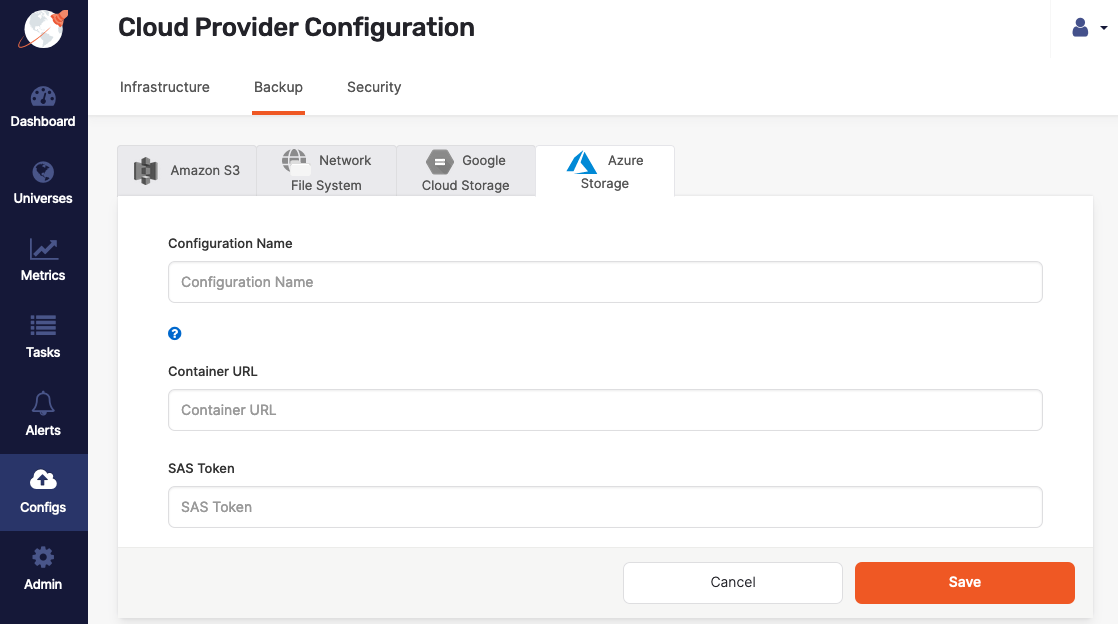 Cloud Provider Configuration
Infrastructure
Backup
Security
Dashboard
Universes
Metrics
Tasks
Alerts
Configs
Admin
Amazon S3
Network
File System
Google
Cloud Storage
Azure
Storage
Configuration Name
Configuration Name
Container URL
Container URL
SAS Token
SAS Token
Cancel
Save